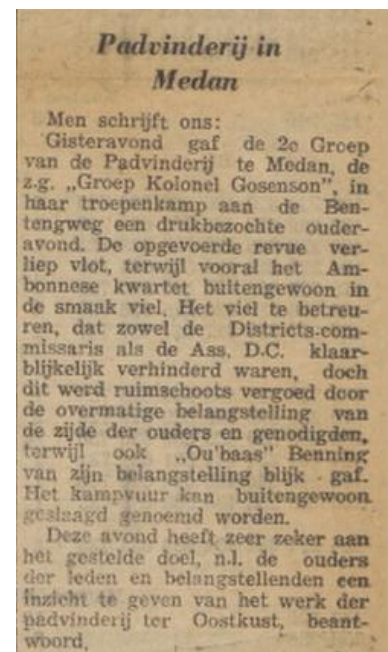 Padvinderij in
Medan
Men schrijft ons:
Gisteravond gaf de 2e Groep
van de Padvinderij te Medan, de
z.g. „Groep Kolonel Gosenson", in
haar troepenkamp aan de Ben-
tengweg een drukbezochte ouder-
avond. De opgevoerde revue ver-
liep vlot, terwijl vooral het Am-
bonnese kwartet buitengewoon in
de smaak viel. Het viel te betreu-
ren, dat zowel de Districts-com-
missaris als de Ass. D.C. klaar-
blijkelijk verhinderd waren, doch
dit werd ruimschoots vergoed door
de overmatige belangstelling van
de zijde der ouders en genodigden,
terwijl ook „Ou'baas" Benning
van zijn belangstelling blijk gaf.
Het kampvuur kan buitengewoon
geslaagd genoemd worden.
Deze avond heeft zeer zeker aan
het gestelde doel, n.l. de ouders
der leden en belangstellenden een
inzicht te geven van het werk der
padvinderij ter Oostkust, beant-
woord.